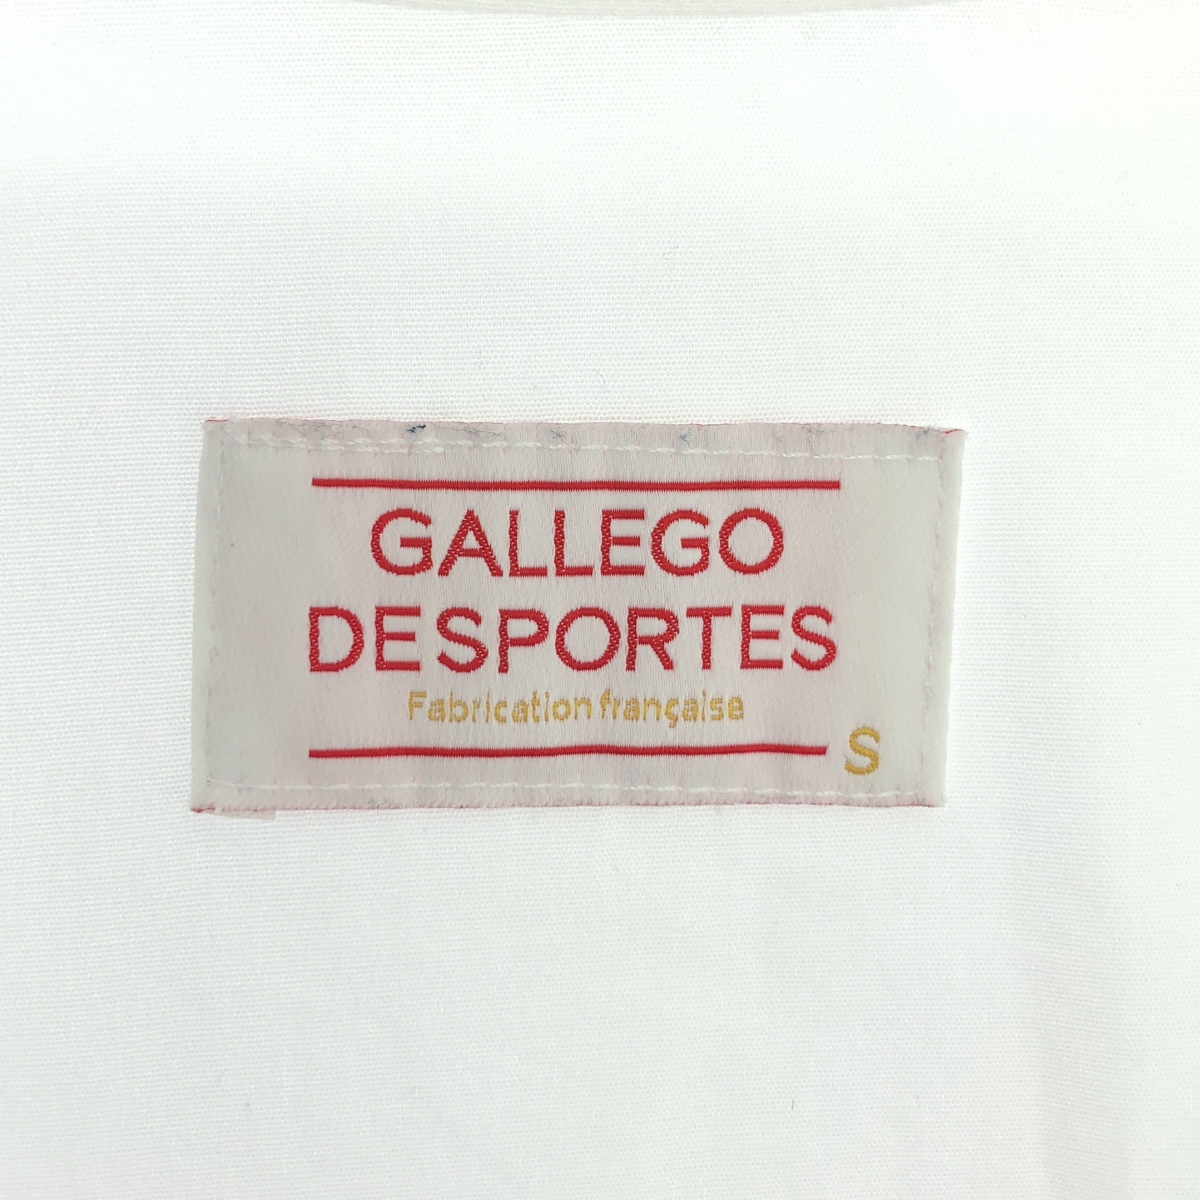 GALLEGO
DESPORTES
Fabrication française
S